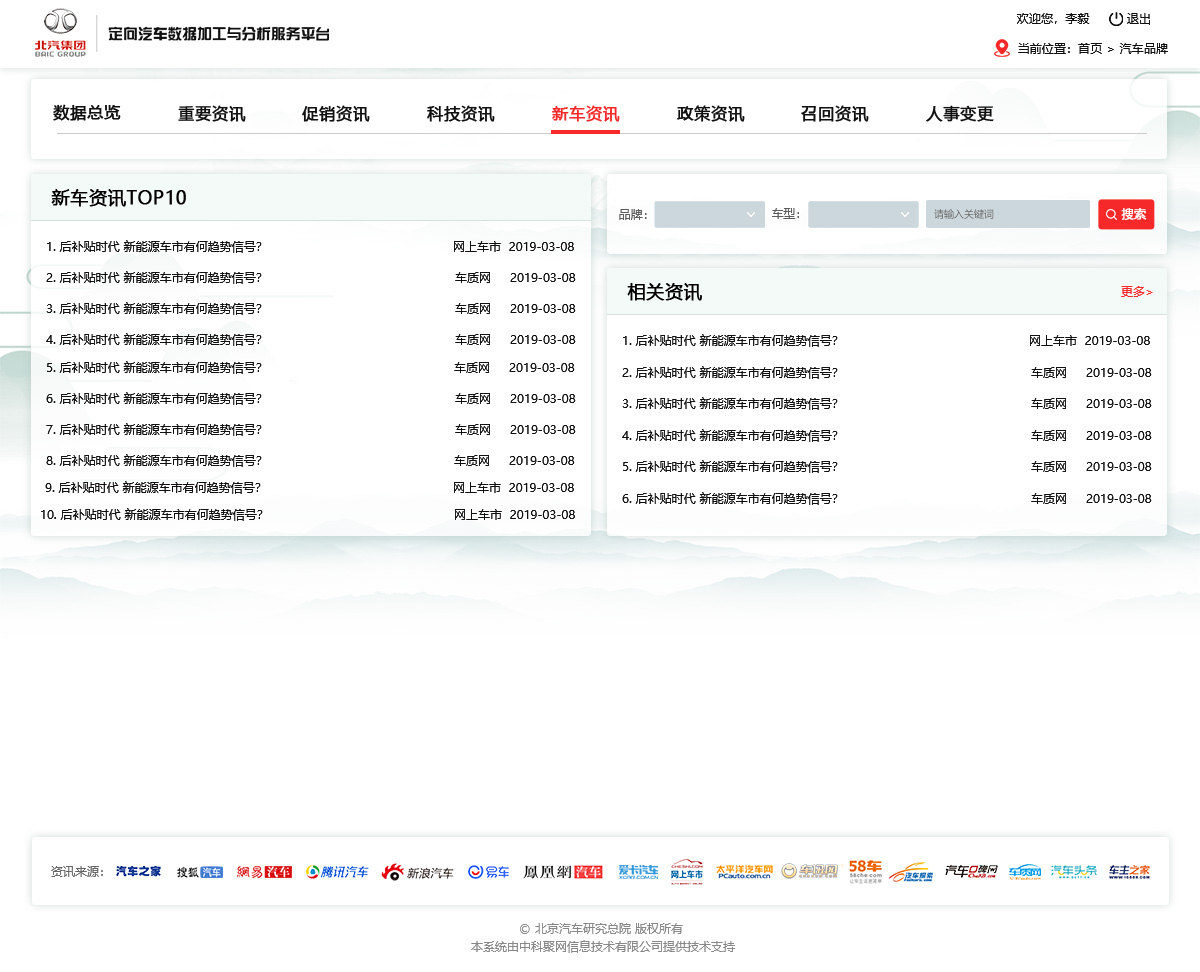 北汽集团
BAIC GROUP
定向汽车数据加工与分析服务平台
欢迎您，李毅 退出
当前位置：首页 > 汽车品牌
数据总览 重要资讯 促销资讯 科技资讯 新车资讯 政策资讯 召回资讯 人事变更
新车资讯TOP10
1. 后补贴时代 新能源车市有何趋势信号? 网上车市 2019-03-08
2. 后补贴时代 新能源车市有何趋势信号? 车质网 2019-03-08
3. 后补贴时代 新能源车市有何趋势信号? 车质网 2019-03-08
4. 后补贴时代 新能源车市有何趋势信号? 车质网 2019-03-08
5. 后补贴时代 新能源车市有何趋势信号? 车质网 2019-03-08
6. 后补贴时代 新能源车市有何趋势信号? 车质网 2019-03-08
7. 后补贴时代 新能源车市有何趋势信号? 车质网 2019-03-08
8. 后补贴时代 新能源车市有何趋势信号? 车质网 2019-03-08
9. 后补贴时代 新能源车市有何趋势信号? 网上车市 2019-03-08
10. 后补贴时代 新能源车市有何趋势信号? 网上车市 2019-03-08
品牌： 车型： 请输入关键词 搜索
相关资讯 更多>
1. 后补贴时代 新能源车市有何趋势信号? 网上车市 2019-03-08
2. 后补贴时代 新能源车市有何趋势信号? 车质网 2019-03-08
3. 后补贴时代 新能源车市有何趋势信号? 车质网 2019-03-08
4. 后补贴时代 新能源车市有何趋势信号? 车质网 2019-03-08
5. 后补贴时代 新能源车市有何趋势信号? 车质网 2019-03-08
6. 后补贴时代 新能源车市有何趋势信号? 车质网 2019-03-08
资讯来源： 汽车之家 搜狐汽车 網易汽车 腾讯汽车 新浪汽车 易车 鳳凰網汽车 爱卡汽车 网上车市 太平洋汽车网 PCauto.com.cn 58车 58che.com 汽车探索 汽车口碑网 车质网 汽车头条 车主之家
© 北京汽车研究总院 版权所有
本系统由中科聚网信息技术有限公司提供技术支持